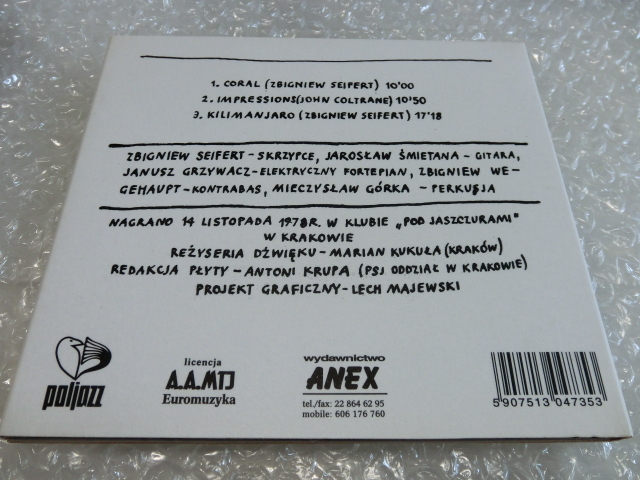 1. CORAL (ZBIGNIEW SEIFERT) 10'00
2. IMPRESSIONS(JOHN COLTRANE) 10'50
3. KILIMANJARO (ZBIGNIEW SEIFERT) 17'18
ZBIGNIEW SEIFERT – SKRZYPCE, JAROSŁAW ŚMIETANA – GITARA,
JANUSZ GRZYWACZ – ELEKTRYCZNY FORTEPIAN, ZBIGNIEW WE-
GEHAUPT – KONTRABAS, MIECZYSŁAW GÓRKA – PERKUSJA
NAGRANO 14 LISTOPADA 1978R. W KLUBIE „POD JASZCZURAMI"
W KRAKOWIE
REŻYSERIA DŹWIĘKU – MARIAN KUKUŁA (KRAKÓW)
REDAKCJA PŁYTY – ANTONI KRUPA (PSJ ODDZIAŁ W KRAKOWIE)
PROJEKT GRAFICZNY – LECH MAJEWSKI
poljazz
licencja
A.A.MTJ
Euromuzyka
wydawnictwo
ANEX
tel./fax: 22 864 62 95
mobile: 606 176 760
5907513047353